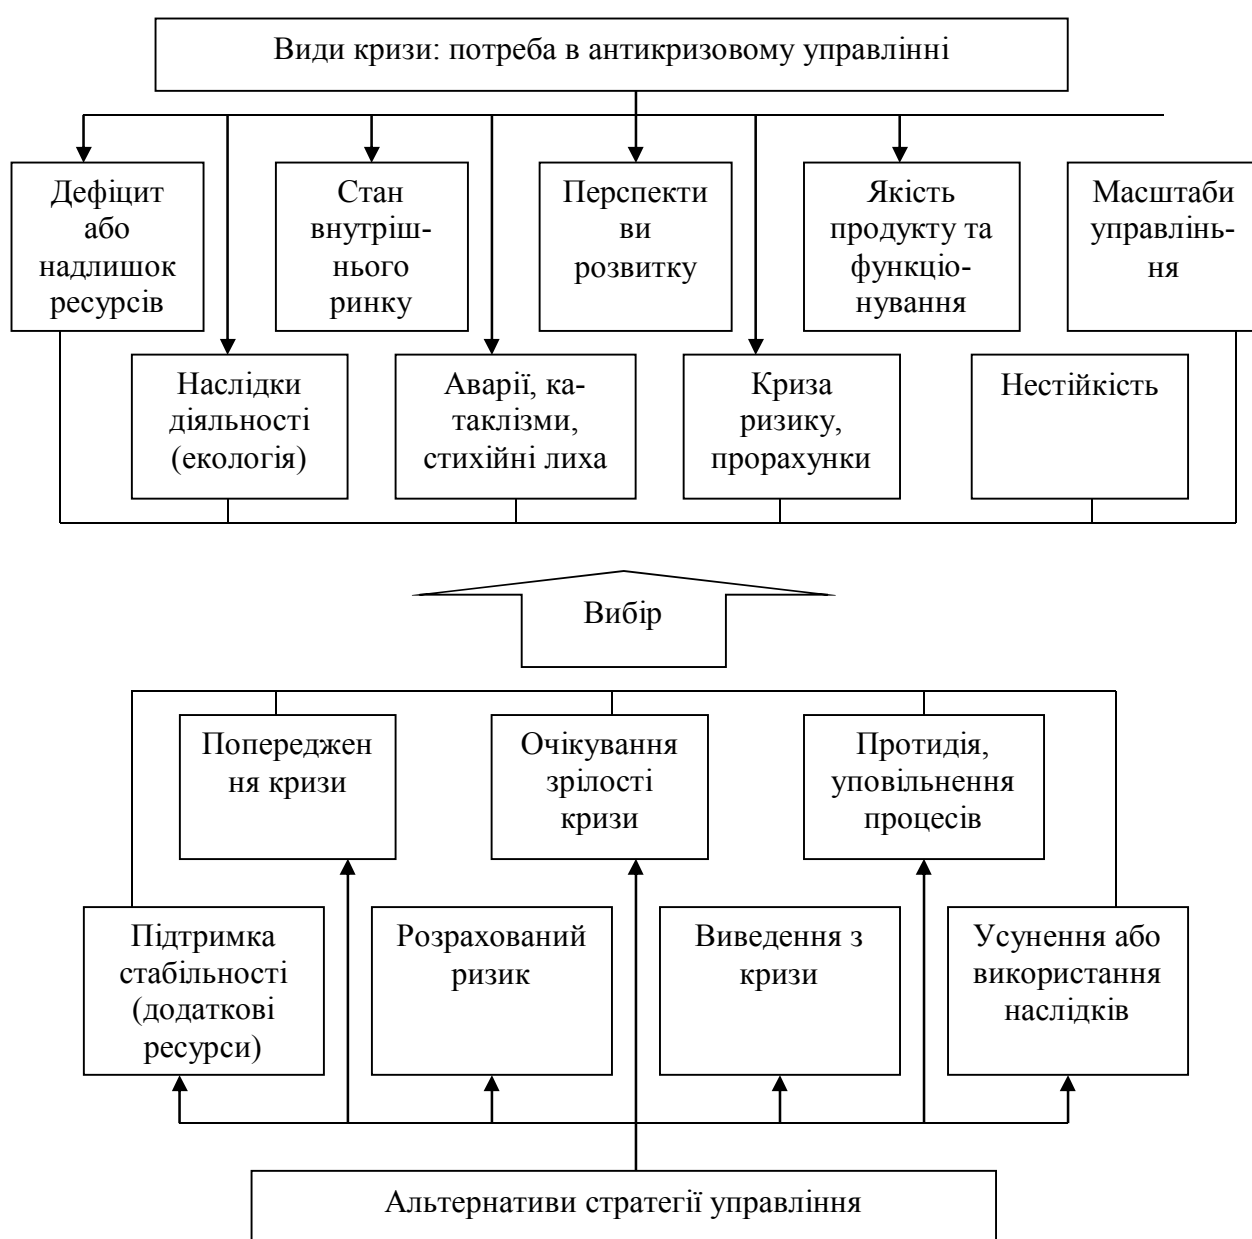 Види кризи: потреба в антикризовому управлінні
Дефіцит
або
надлишок
ресурсів
Стан
внутріш-
нього
ринку
Перспекти
ви
розвитку
Якість
продукту та
функціо-
нування
Масштаби
управлінь-
ня
Наслідки
діяльності
(екологія)
Аварії, ка-
таклізми,
стихійні лиха
Криза
ризику,
прорахунки
Нестійкість
Вибір
Попереджен
ня кризи
Очікування
зрілості
кризи
Протидія,
уповільнення
процесів
Підтримка
стабільності
(додаткові
ресурси)
Розрахований
ризик
Виведення з
кризи
Усунення або
використання
наслідків
Альтернативи стратегії управління